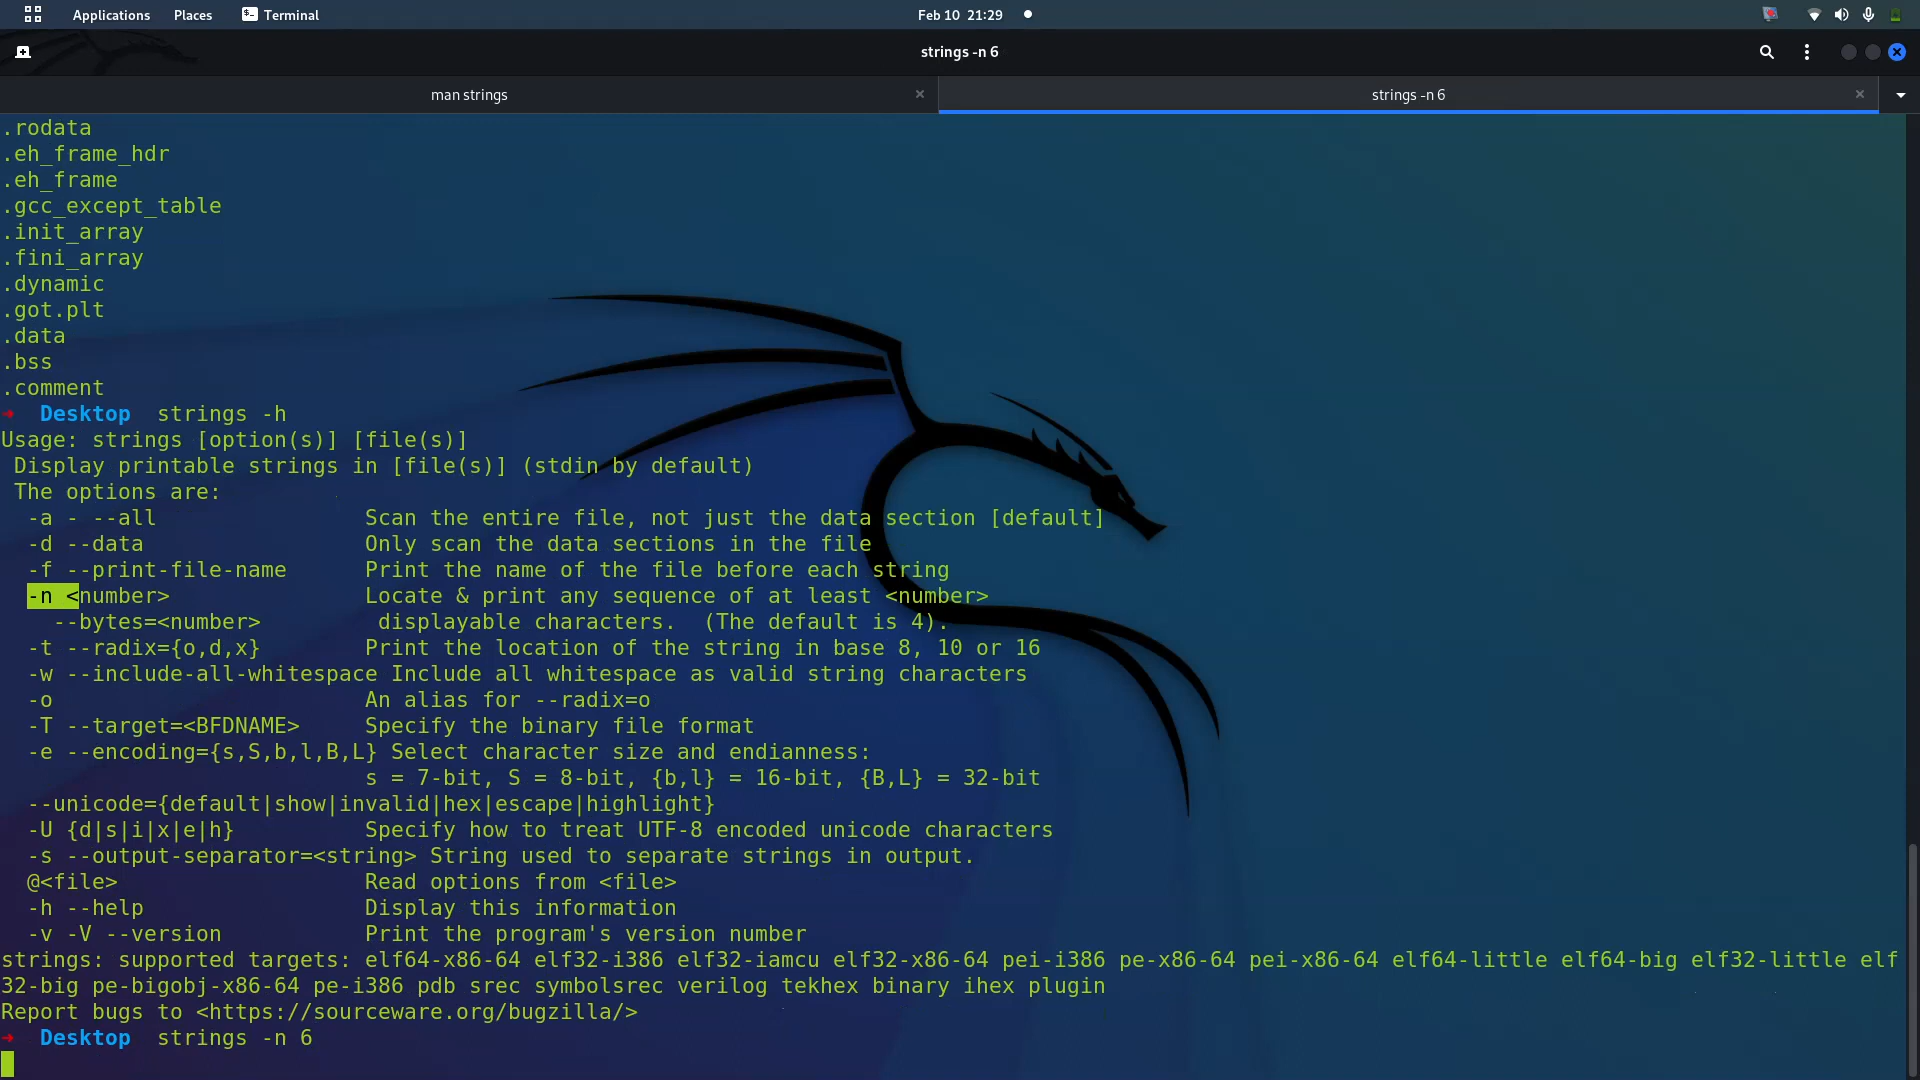 Applications Places Terminal Feb 10 21:29
strings -n 6
man strings strings -n 6
.rodata
.eh_frame_hdr
.eh_frame
.gcc_except_table
.init_array
.fini_array
.dynamic
.got.plt
.data
.bss
.comment
➜ Desktop strings -h
Usage: strings [option(s)] [file(s)]
Display printable strings in [file(s)] (stdin by default)
The options are:
-a - --all Scan the entire file, not just the data section [default]
-d --data Only scan the data sections in the file
-f --print-file-name Print the name of the file before each string
-n <number> Locate & print any sequence of at least <number>
--bytes=<number> displayable characters. (The default is 4).
-t --radix={o,d,x} Print the location of the string in base 8, 10 or 16
-w --include-all-whitespace Include all whitespace as valid string characters
-o An alias for --radix=o
-T --target=<BFDNAME> Specify the binary file format
-e --encoding={s,S,b,l,B,L} Select character size and endianness:
s = 7-bit, S = 8-bit, {b,l} = 16-bit, {B,L} = 32-bit
--unicode={default|show|invalid|hex|escape|highlight}
-U {d|s|i|x|e|h} Specify how to treat UTF-8 encoded unicode characters
-s --output-separator=<string> String used to separate strings in output.
@<file> Read options from <file>
-h --help Display this information
-v -V --version Print the program's version number
strings: supported targets: elf64-x86-64 elf32-i386 elf32-iamcu elf32-x86-64 pei-i386 pe-x86-64 pei-x86-64 elf64-little elf64-big elf32-little elf
32-big pe-bigobj-x86-64 pe-i386 pdb srec symbolsrec verilog tekhex binary ihex plugin
Report bugs to <https://sourceware.org/bugzilla/>
➜ Desktop strings -n 6